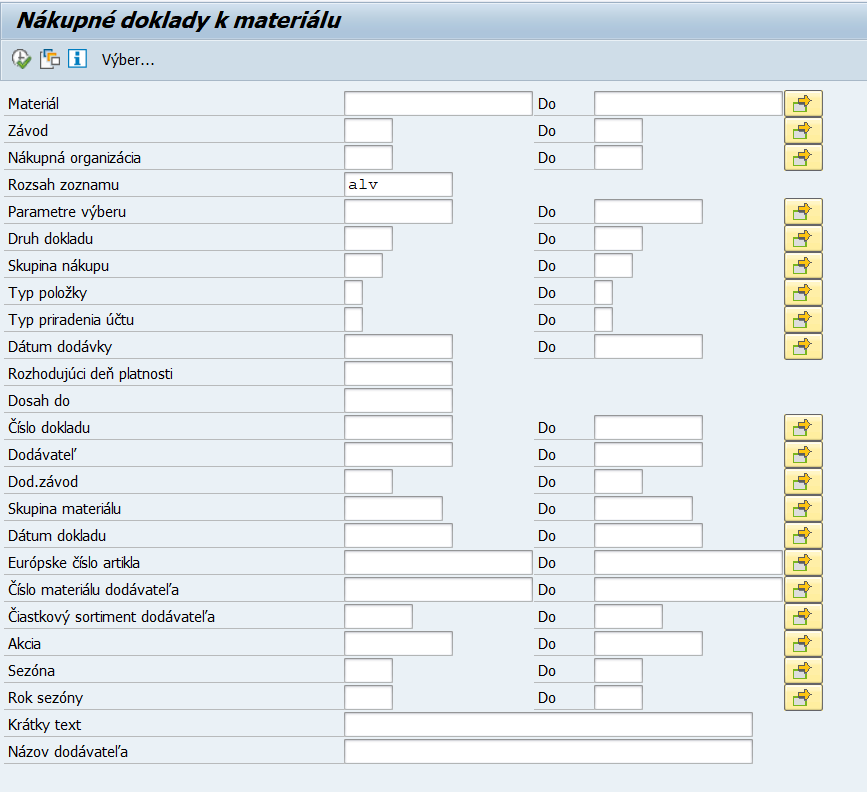 Nákupné doklady k materiálu
Výber...
Materiál Do
Závod Do
Nákupná organizácia Do
Rozsah zoznamu alv
Parametre výberu Do
Druh dokladu Do
Skupina nákupu Do
Typ položky Do
Typ priradenia účtu Do
Dátum dodávky Do
Rozhodujúci deň platnosti
Dosah do
Číslo dokladu Do
Dodávateľ Do
Dod.závod Do
Skupina materiálu Do
Dátum dokladu Do
Európske číslo artikla Do
Číslo materiálu dodávateľa Do
Čiastkový sortiment dodávateľa Do
Akcia Do
Sezóna Do
Rok sezóny Do
Krátky text
Názov dodávateľa